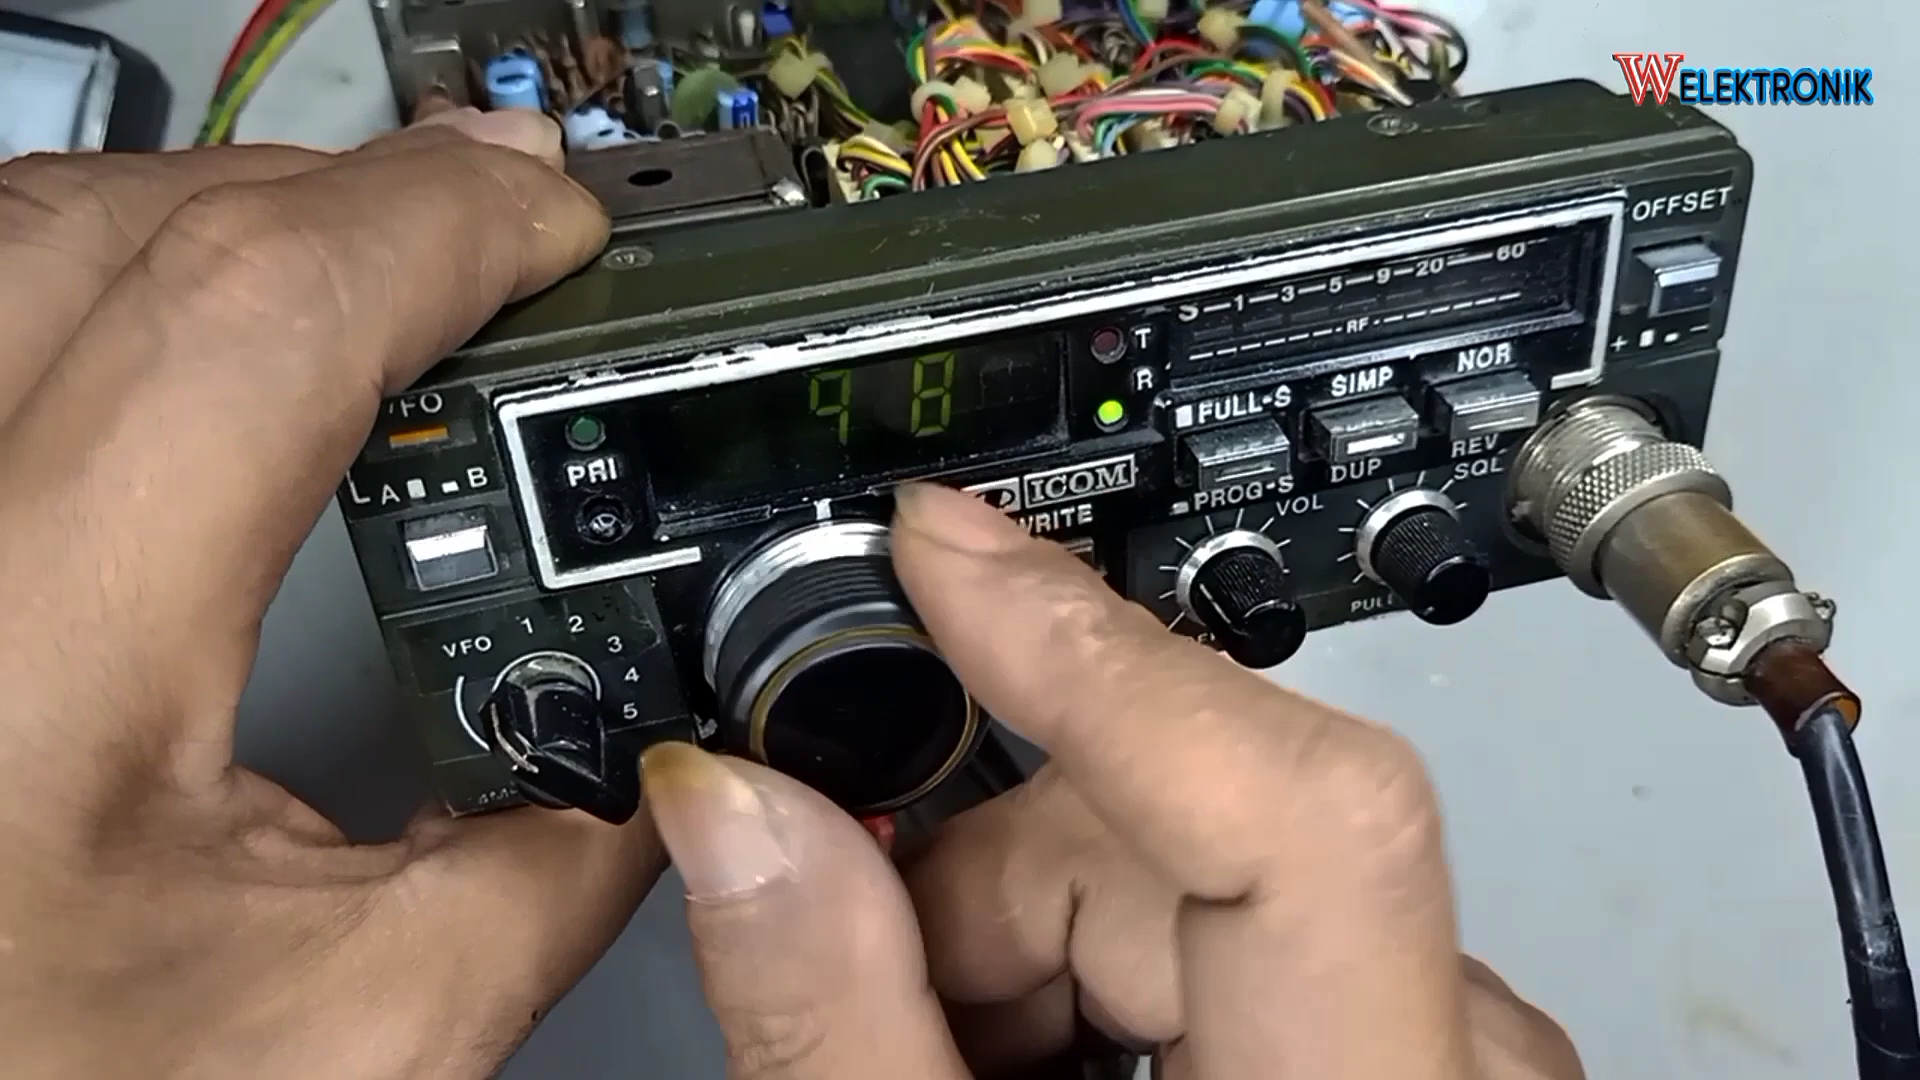 WELEKTRONIK
OFFSET
S-1-3-5-9-20-60
RF
+ -
T
R
NOR
SIMP
FULL-S
REV
DUP
PROG-S
98
PRI
ICOM
WRITE
VOL
SQL
A B
VFO 1 2 3 4 5